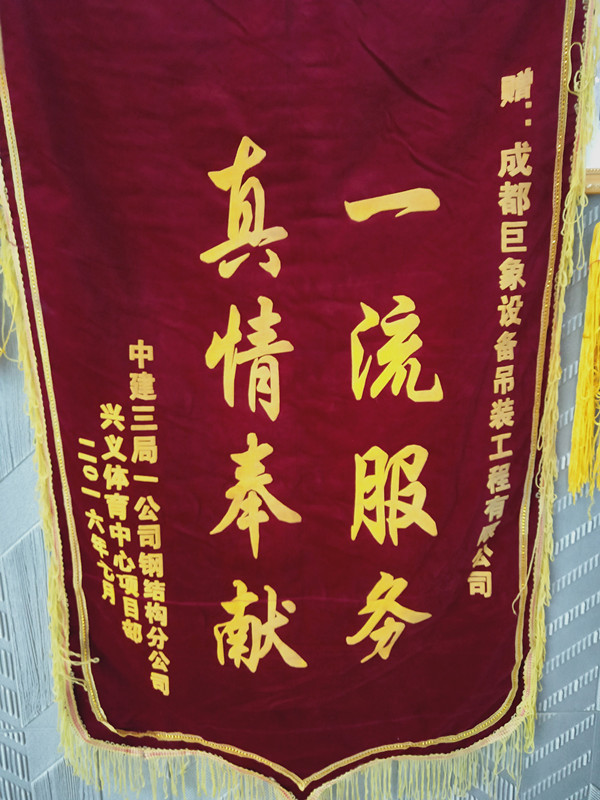 赠：成都巨象设备吊装工程有限公司
一流服务
真情奉献
中建三局一公司钢结构分公司
兴义体育中心项目部
二〇一六年七月